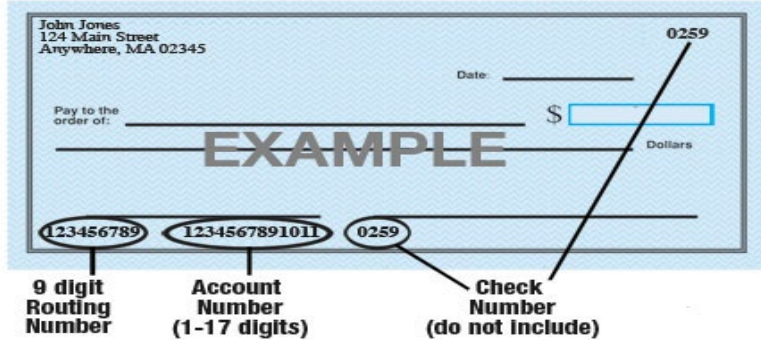 John Jones
124 Main Street
Anywhere, MA 02345
0259
Date:
Pay to the
order of:
$
EXAMPLE
Dollars
123456789 1234567891011 0259
9 digit
Routing
Number
Account
Number
(1-17 digits)
Check
Number
(do not include)